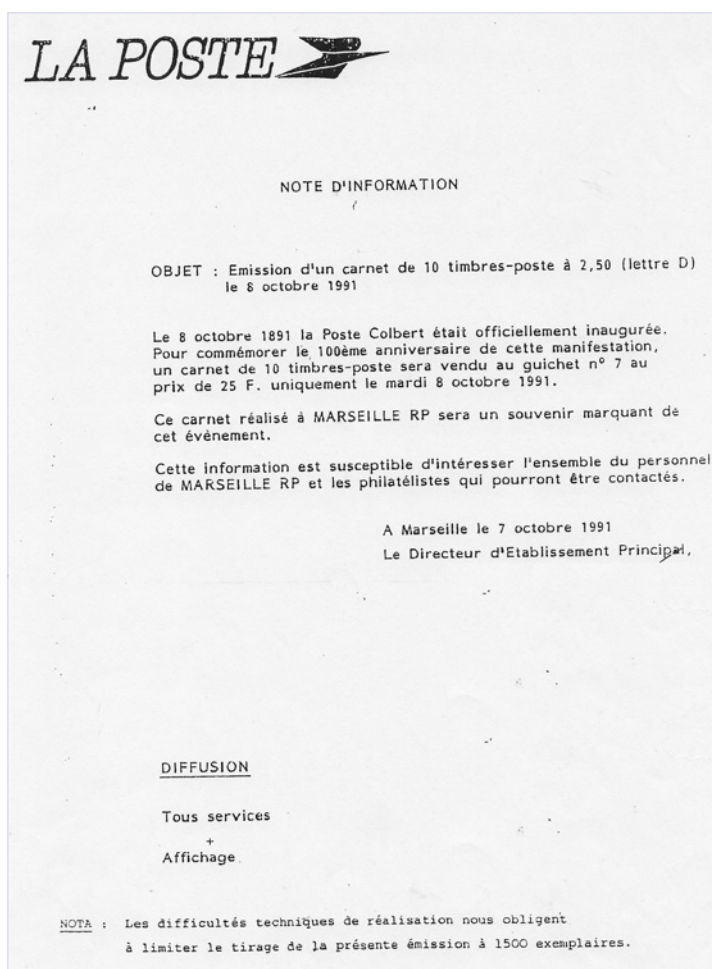 LA POSTE
NOTE D'INFORMATION
OBJET : Emission d'un carnet de 10 timbres-poste à 2,50 (lettre D)
le 8 octobre 1991
Le 8 octobre 1891 la Poste Colbert était officiellement inaugurée.
Pour commémorer le 100ème anniversaire de cette manifestation,
un carnet de 10 timbres-poste sera vendu au guichet n° 7 au
prix de 25 F. uniquement le mardi 8 octobre 1991.
Ce carnet réalisé à MARSEILLE RP sera un souvenir marquant de
cet évènement.
Cette information est susceptible d'intéresser l'ensemble du personnel
de MARSEILLE RP et les philatélistes qui pourront être contactés.
A Marseille le 7 octobre 1991
Le Directeur d'Etablissement Principal,
DIFFUSION
Tous services
+
Affichage
NOTA : Les difficultés techniques de réalisation nous obligent
à limiter le tirage de la présente émission à 1500 exemplaires.